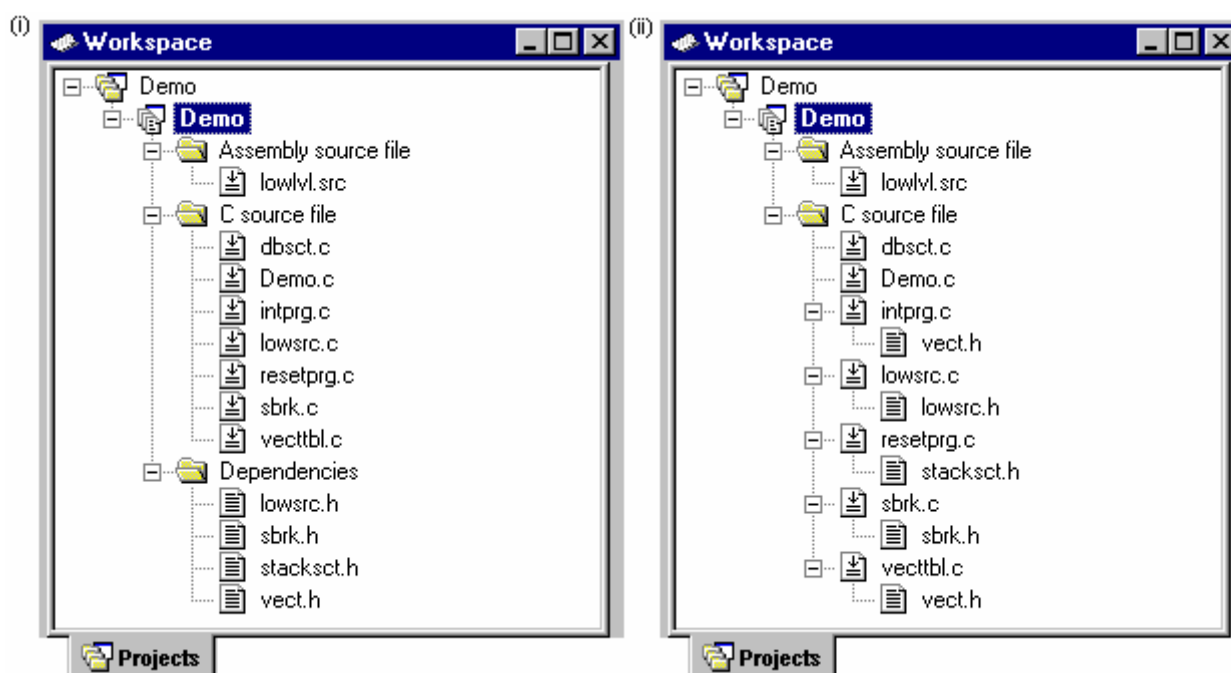 (i)
Workspace
Demo
Demo
Assembly source file
lowlvl.src
C source file
dbsct.c
Demo.c
intprg.c
lowsrc.c
resetprg.c
sbrk.c
vecttbl.c
Dependencies
lowsrc.h
sbrk.h
stacksct.h
vect.h
Projects
(ii)
Workspace
Demo
Demo
Assembly source file
lowlvl.src
C source file
dbsct.c
Demo.c
intprg.c
vect.h
lowsrc.c
lowsrc.h
resetprg.c
stacksct.h
sbrk.c
sbrk.h
vecttbl.c
vect.h
Projects